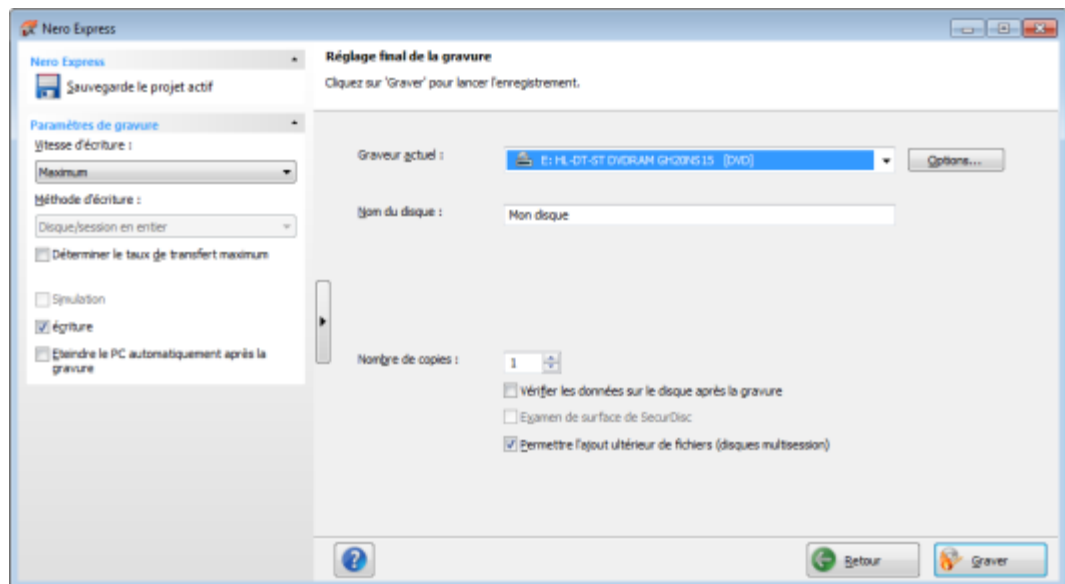 Nero Express
Nero Express
Sauvegarde le projet actif
Paramètres de gravure
Vitesse d'écriture :
Maximum
Méthode d'écriture :
Disque/session en entier
Déterminer le taux de transfert maximum
Simulation
écriture
Eteindre le PC automatiquement après la
gravure
Réglage final de la gravure
Cliquez sur 'Graver' pour lancer l'enregistrement.
Graveur actuel :
E: HL-DT-ST DVDRAM GH20NS15 [DVD]
Options...
Nom du disque :
Mon disque
Nombre de copies :
1
Vérifier les données sur le disque après la gravure
Examen de surface de SecurDisc
Permettre l'ajout ultérieur de fichiers (disques multisession)
?
Retour
Graver